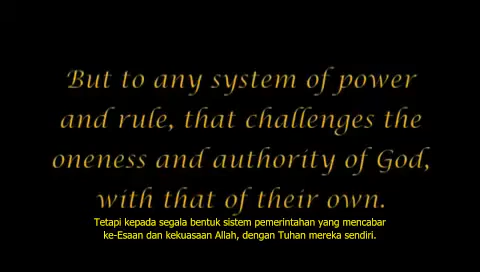 But to any system of power
and rule, that challenges the
oneness and authority of God,
with that of their own.
Tetapi kepada segala bentuk sistem pemerintahan yang mencabar
ke-Esaan dan kekuasaan Allah, dengan Tuhan mereka sendiri.